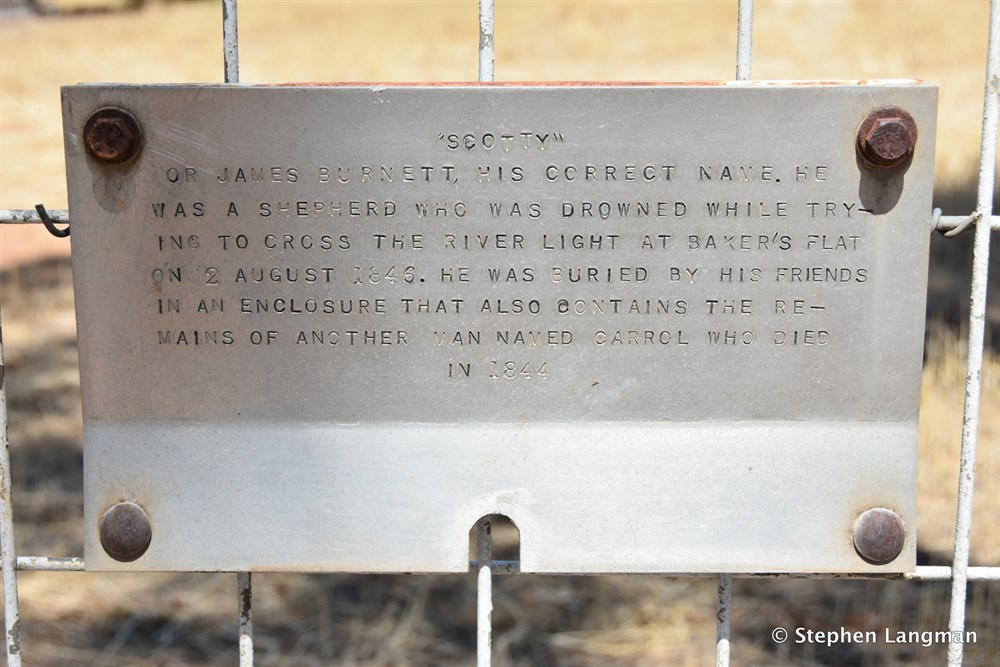 "SCOTTY"
OR JAMES BURNETT, HIS CORRECT NAME. HE
WAS A SHEPHERD WHO WAS DROWNED WHILE TRY-
ING TO CROSS THE RIVER LIGHT AT BAKER'S FLAT
ON 2 AUGUST 1846. HE WAS BURIED BY HIS FRIENDS
IN AN ENCLOSURE THAT ALSO CONTAINS THE RE-
MAINS OF ANOTHER MAN NAMED CARROL WHO DIED
IN 1844
© Stephen Langman